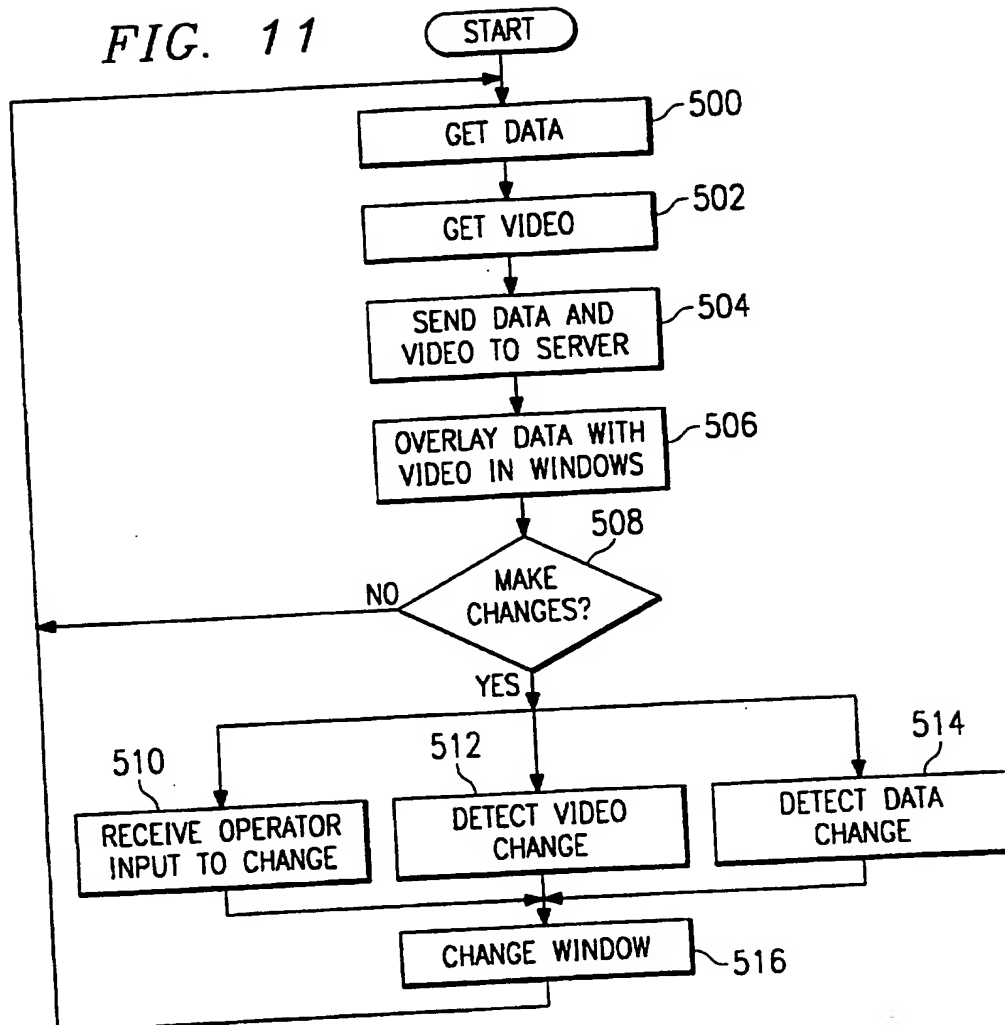 FIG. 11
START
GET DATA
500
GET VIDEO
502
SEND DATA AND
VIDEO TO SERVER
504
OVERLAY DATA WITH
VIDEO IN WINDOWS
506
508
MAKE
CHANGES?
NO
YES
510
512
514
RECEIVE OPERATOR
INPUT TO CHANGE
DETECT VIDEO
CHANGE
DETECT DATA
CHANGE
CHANGE WINDOW
516